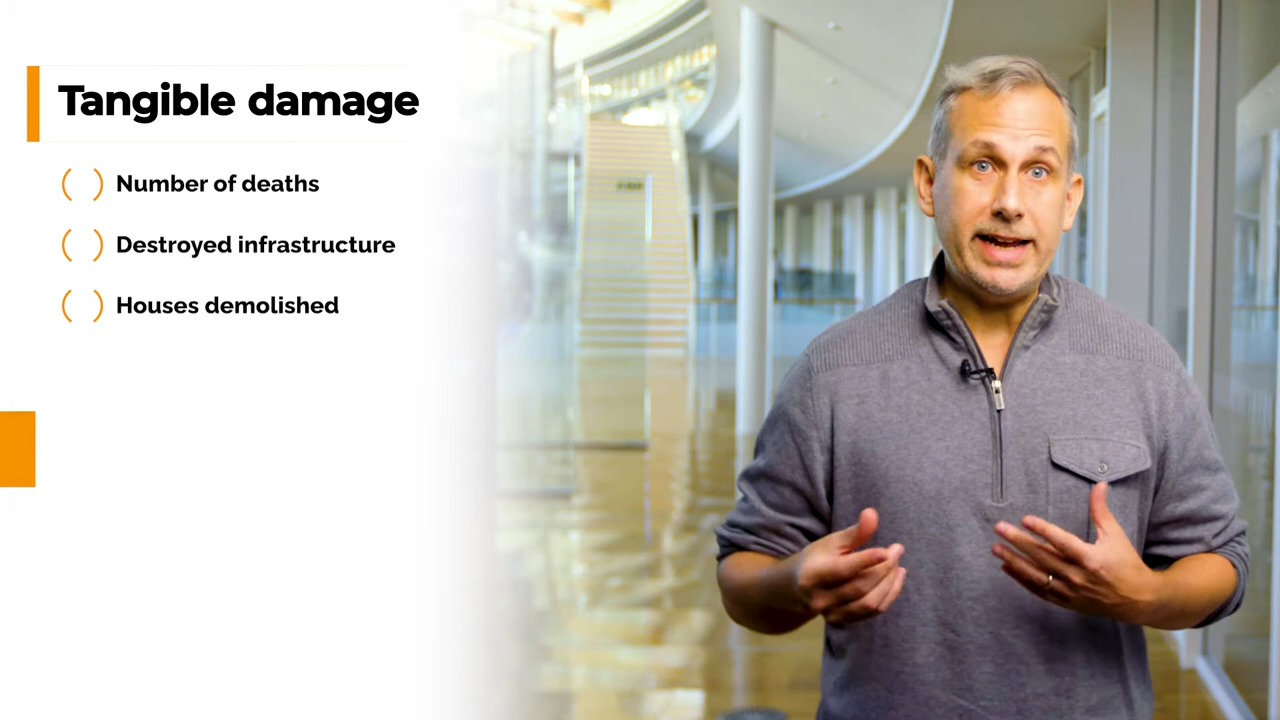 Tangible damage
( ) Number of deaths
( ) Destroyed infrastructure
( ) Houses demolished